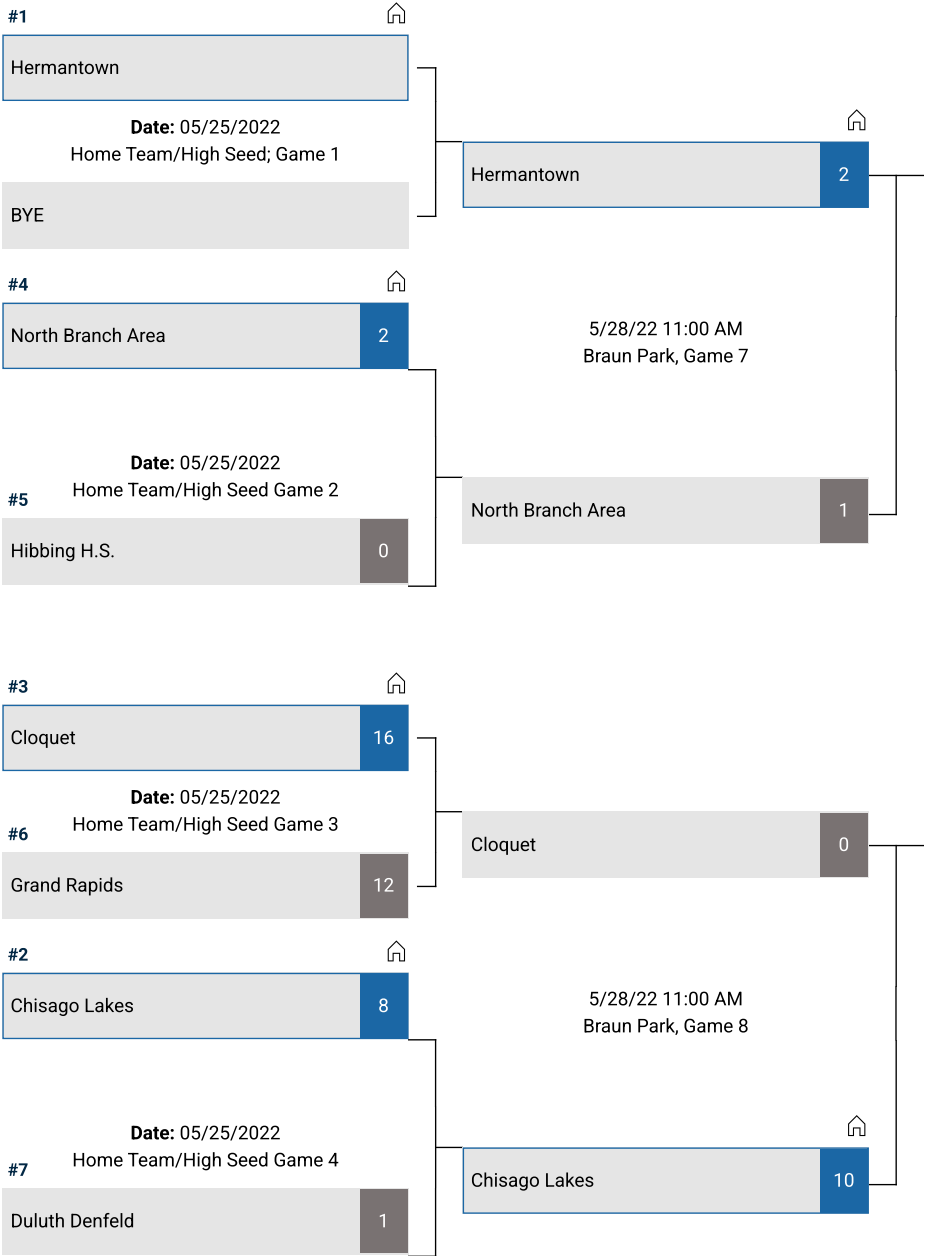 #1
Hermantown
Date: 05/25/2022
Home Team/High Seed; Game 1
BYE
Hermantown
2
#4
North Branch Area
2
5/28/22 11:00 AM
Braun Park, Game 7
Date: 05/25/2022
Home Team/High Seed Game 2
#5
Hibbing H.S.
0
North Branch Area
1
#3
Cloquet
16
Date: 05/25/2022
Home Team/High Seed Game 3
#6
Grand Rapids
12
Cloquet
0
#2
Chisago Lakes
8
5/28/22 11:00 AM
Braun Park, Game 8
Date: 05/25/2022
Home Team/High Seed Game 4
#7
Duluth Denfeld
1
Chisago Lakes
10